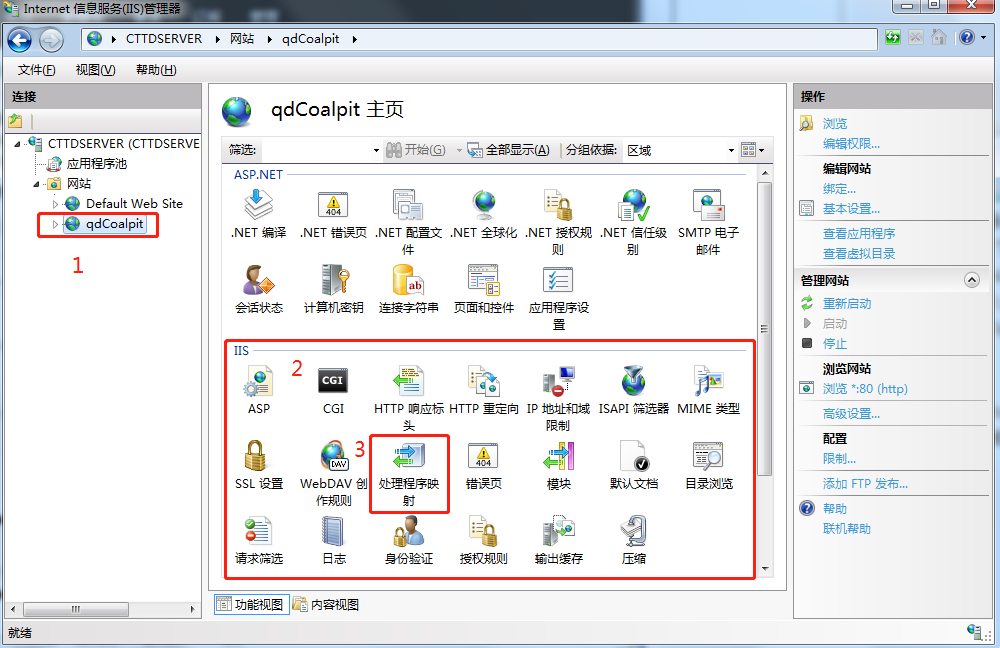 Internet 信息服务(IIS)管理器
CTTDSERVER 网站 qdCoalpit
文件(F) 视图(V) 帮助(H)
连接
CTTDSERVER (CTTDSERVE
应用程序池
网站
Default Web Site
qdCoalpit
1
qdCoalpit 主页
筛选: 开始(G) 全部显示(A) 分组依据: 区域
ASP.NET
.NET 编译
.NET 错误页
.NET 配置文
件
.NET 全球化
.NET 授权规
则
.NET 信任级
别
SMTP 电子
邮件
会话状态
计算机密钥
连接字符串
页面和控件
应用程序设
置
IIS
2
ASP
CGI
CGI
HTTP 响应标
头
HTTP 重定向
IP 地址和域
限制
ISAPI 筛选器
MIME 类型
3
SSL 设置
DAV
WebDAV 创
作规则
处理程序映
射
404
错误页
模块
默认文档
目录浏览
请求筛选
日志
身份验证
授权规则
输出缓存
压缩
404
ab
功能视图 内容视图
操作
浏览
编辑权限...
编辑网站
绑定...
基本设置...
查看应用程序
查看虚拟目录
管理网站
重新启动
启动
停止
浏览网站
浏览 *:80 (http)
高级设置...
配置
限制...
添加 FTP 发布...
帮助
联机帮助
就绪